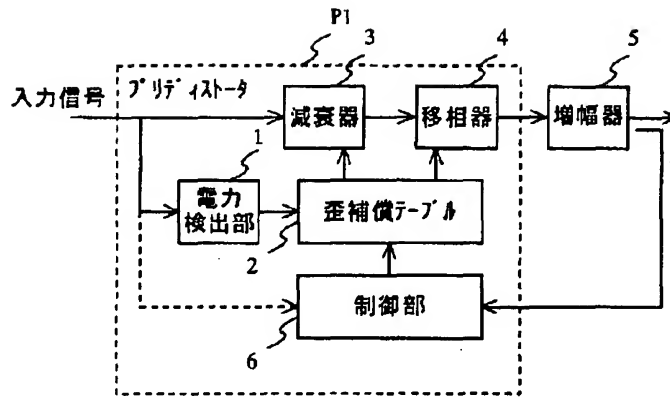 P1
3
4
5
入力信号
プリディストータ
減衰器
移相器
増幅器
1
電力
検出部
歪補償テーブル
2
制御部
6